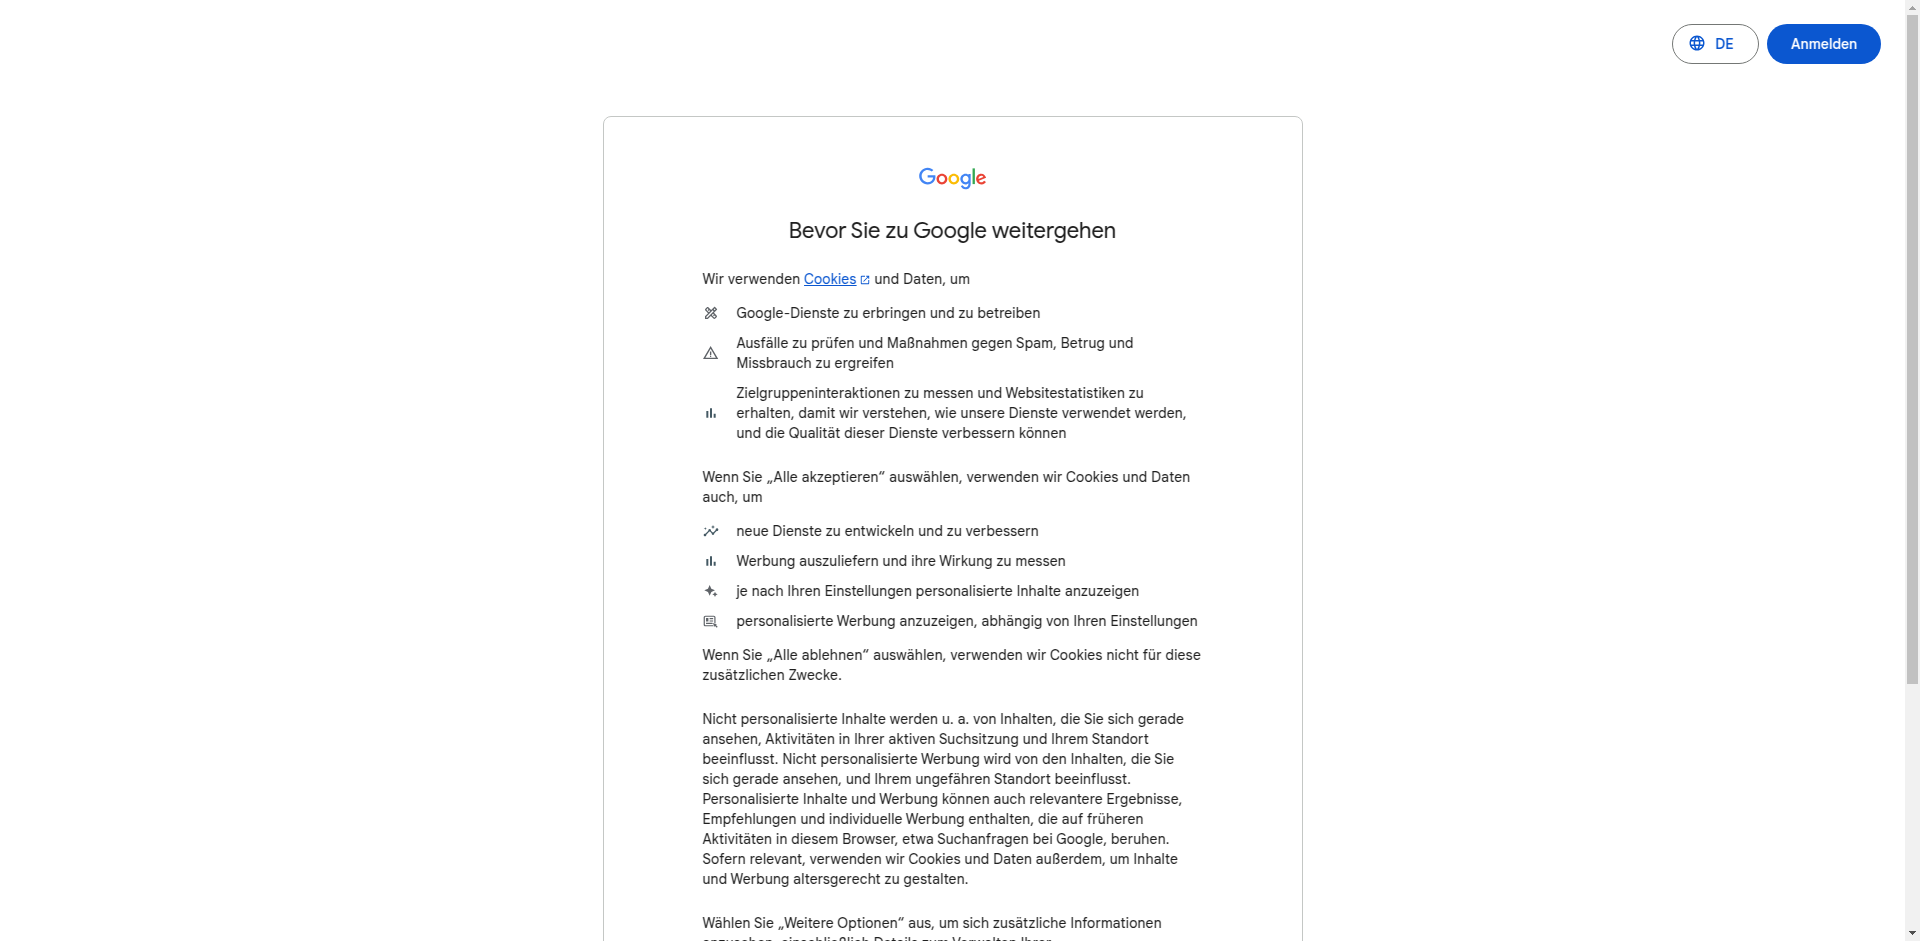 DE
Anmelden
Google
Bevor Sie zu Google weitergehen
Wir verwenden Cookies und Daten, um
Google-Dienste zu erbringen und zu betreiben
Ausfälle zu prüfen und Maßnahmen gegen Spam, Betrug und
Missbrauch zu ergreifen
Zielgruppeninteraktionen zu messen und Websitestatistiken zu
erhalten, damit wir verstehen, wie unsere Dienste verwendet werden,
und die Qualität dieser Dienste verbessern können
Wenn Sie „Alle akzeptieren“ auswählen, verwenden wir Cookies und Daten
auch, um
neue Dienste zu entwickeln und zu verbessern
Werbung auszuliefern und ihre Wirkung zu messen
je nach Ihren Einstellungen personalisierte Inhalte anzuzeigen
personalisierte Werbung anzuzeigen, abhängig von Ihren Einstellungen
Wenn Sie „Alle ablehnen“ auswählen, verwenden wir Cookies nicht für diese
zusätzlichen Zwecke.
Nicht personalisierte Inhalte werden u. a. von Inhalten, die Sie sich gerade
ansehen, Aktivitäten in Ihrer aktiven Suchsitzung und Ihrem Standort
beeinflusst. Nicht personalisierte Werbung wird von den Inhalten, die Sie
sich gerade ansehen, und Ihrem ungefähren Standort beeinflusst.
Personalisierte Inhalte und Werbung können auch relevantere Ergebnisse,
Empfehlungen und individuelle Werbung enthalten, die auf früheren
Aktivitäten in diesem Browser, etwa Suchanfragen bei Google, beruhen.
Sofern relevant, verwenden wir Cookies und Daten außerdem, um Inhalte
und Werbung altersgerecht zu gestalten.
Wählen Sie „Weitere Optionen“ aus, um sich zusätzliche Informationen